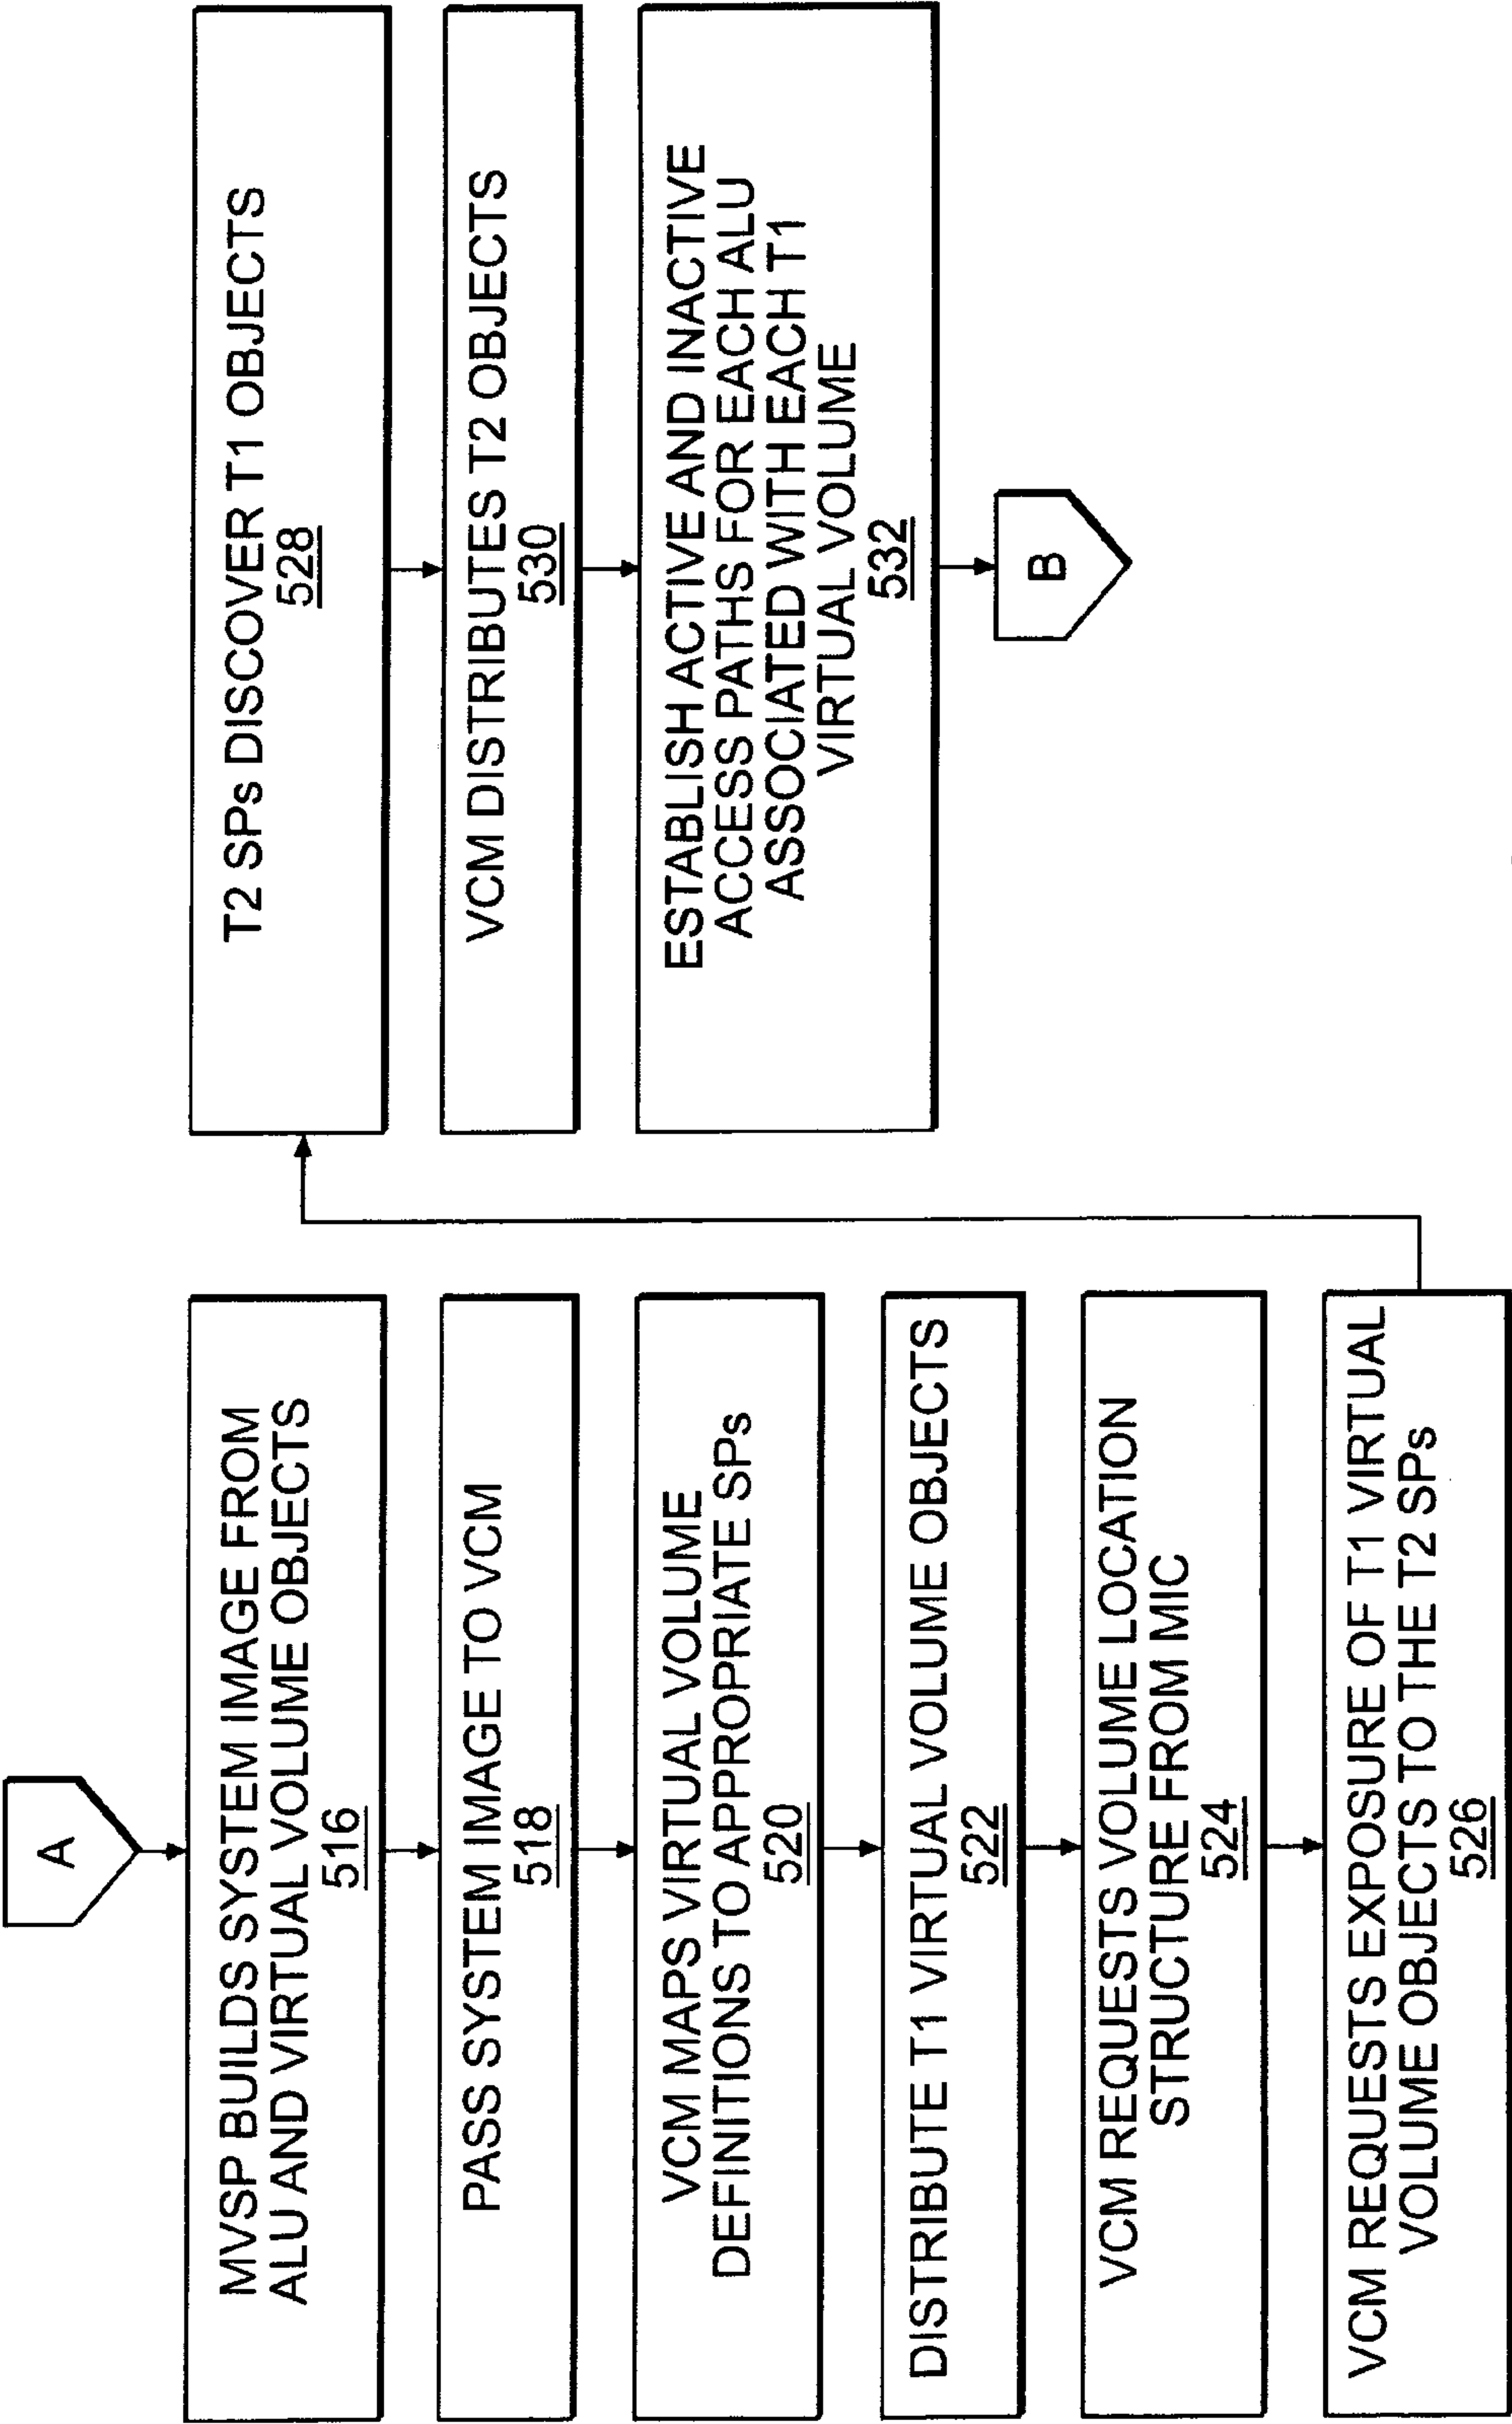 A
MVSP BUILDS SYSTEM IMAGE FROM
ALU AND VIRTUAL VOLUME OBJECTS
516
PASS SYSTEM IMAGE TO VCM
518
VCM MAPS VIRTUAL VOLUME
DEFINITIONS TO APPROPRIATE SPs
520
DISTRIBUTE T1 VIRTUAL VOLUME OBJECTS
522
VCM REQUESTS VOLUME LOCATION
STRUCTURE FROM MIC
524
VCM REQUESTS EXPOSURE OF T1 VIRTUAL
VOLUME OBJECTS TO THE T2 SPs
526
T2 SPs DISCOVER T1 OBJECTS
528
VCM DISTRIBUTES T2 OBJECTS
530
ESTABLISH ACTIVE AND INACTIVE
ACCESS PATHS FOR EACH ALU
ASSOCIATED WITH EACH T1
VIRTUAL VOLUME
532
B